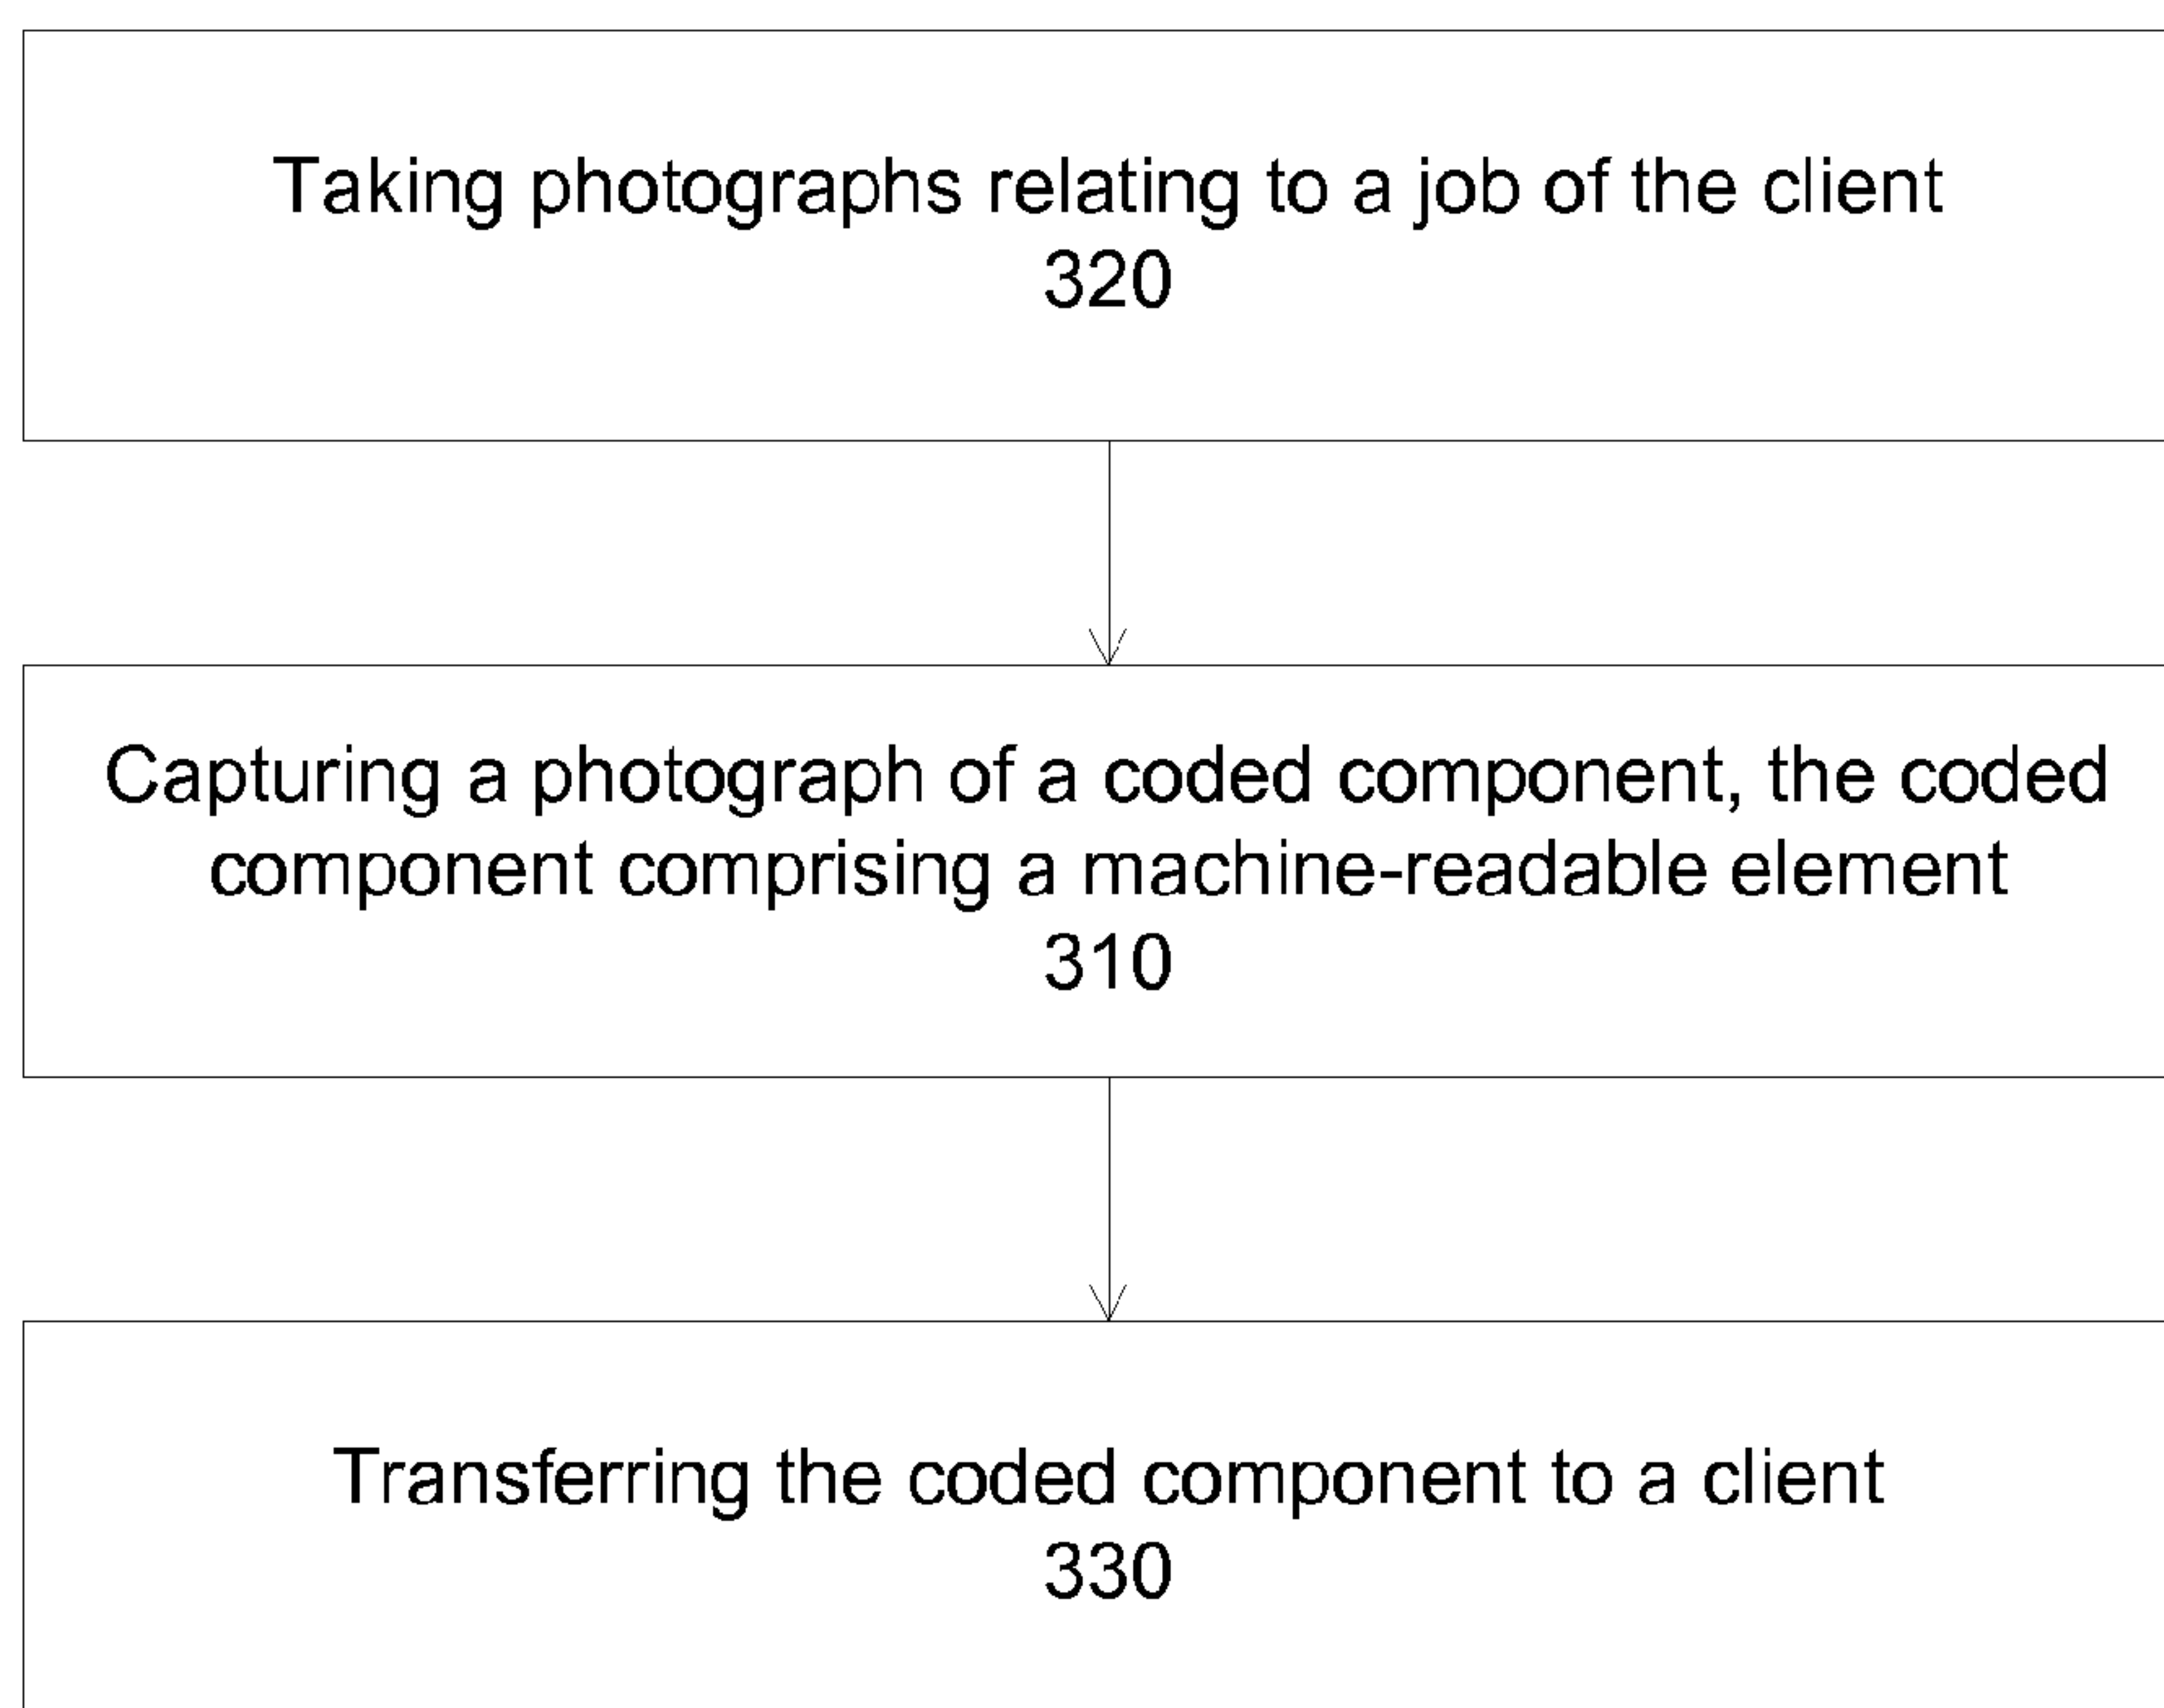 Taking photographs relating to a job of the client
320
Capturing a photograph of a coded component, the coded
component comprising a machine-readable element
310
Transferring the coded component to a client
330